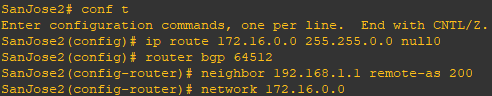 SanJose2# conf t
Enter configuration commands, one per line.  End with CNTL/Z.
SanJose2(config)# ip route 172.16.0.0 255.255.0.0 null0
SanJose2(config)# router bgp 64512
SanJose2(config-router)# neighbor 192.168.1.1 remote-as 200
SanJose2(config-router)# network 172.16.0.0